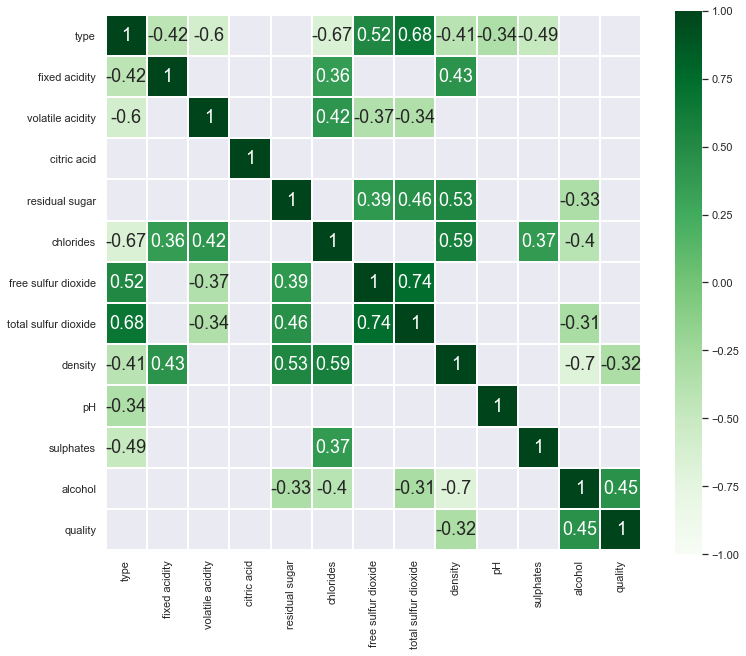 type 1 -0.42 -0.6 -0.67 0.52 0.68 -0.41 -0.34 -0.49
fixed acidity -0.42 1 0.36 0.43
volatile acidity -0.6 1 0.42 -0.37 -0.34
citric acid 1
residual sugar 1 0.39 0.46 0.53 -0.33
chlorides -0.67 0.36 0.42 1 0.59 0.37 -0.4
free sulfur dioxide 0.52 -0.37 0.39 1 0.74
total sulfur dioxide 0.68 -0.34 0.46 0.74 1 -0.31
density -0.41 0.43 0.53 0.59 1 -0.7 -0.32
pH -0.34 1
sulphates -0.49 0.37 1
alcohol -0.33 -0.4 -0.31 -0.7 1 0.45
quality -0.32 0.45 1
type
fixed acidity
volatile acidity
citric acid
residual sugar
chlorides
free sulfur dioxide
total sulfur dioxide
density
pH
sulphates
alcohol
quality
1.00
0.75
0.50
0.25
0.00
−0.25
−0.50
−0.75
−1.00